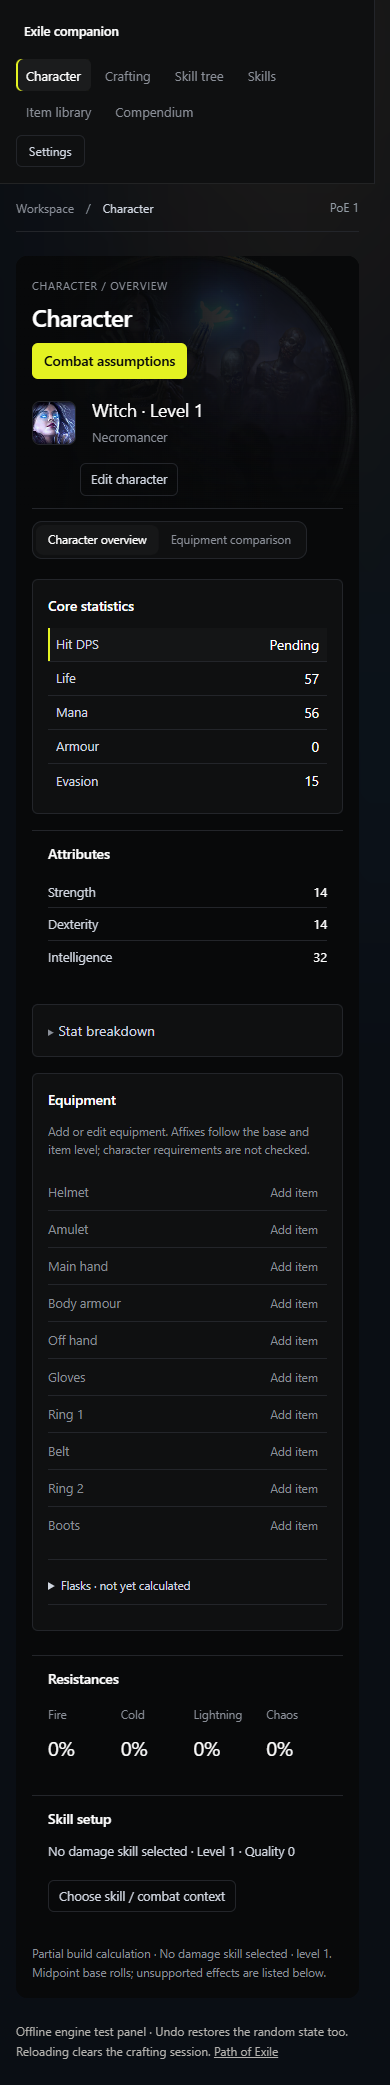 Exile companion
Character Crafting Skill tree Skills
Item library Compendium
Settings
Workspace / Character PoE 1
CHARACTER / OVERVIEW
Character
Combat assumptions
Witch · Level 1
Necromancer
Edit character
Character overview Equipment comparison
Core statistics
Hit DPS Pending
Life 57
Mana 56
Armour 0
Evasion 15
Attributes
Strength 14
Dexterity 14
Intelligence 32
▸ Stat breakdown
Equipment
Add or edit equipment. Affixes follow the base and
item level; character requirements are not checked.
Helmet Add item
Amulet Add item
Main hand Add item
Body armour Add item
Off hand Add item
Gloves Add item
Ring 1 Add item
Belt Add item
Ring 2 Add item
Boots Add item
▶ Flasks · not yet calculated
Resistances
Fire Cold Lightning Chaos
0% 0% 0% 0%
Skill setup
No damage skill selected · Level 1 · Quality 0
Choose skill / combat context
Partial build calculation · No damage skill selected · level 1.
Midpoint base rolls; unsupported effects are listed below.
Offline engine test panel · Undo restores the random state too.
Reloading clears the crafting session. Path of Exile